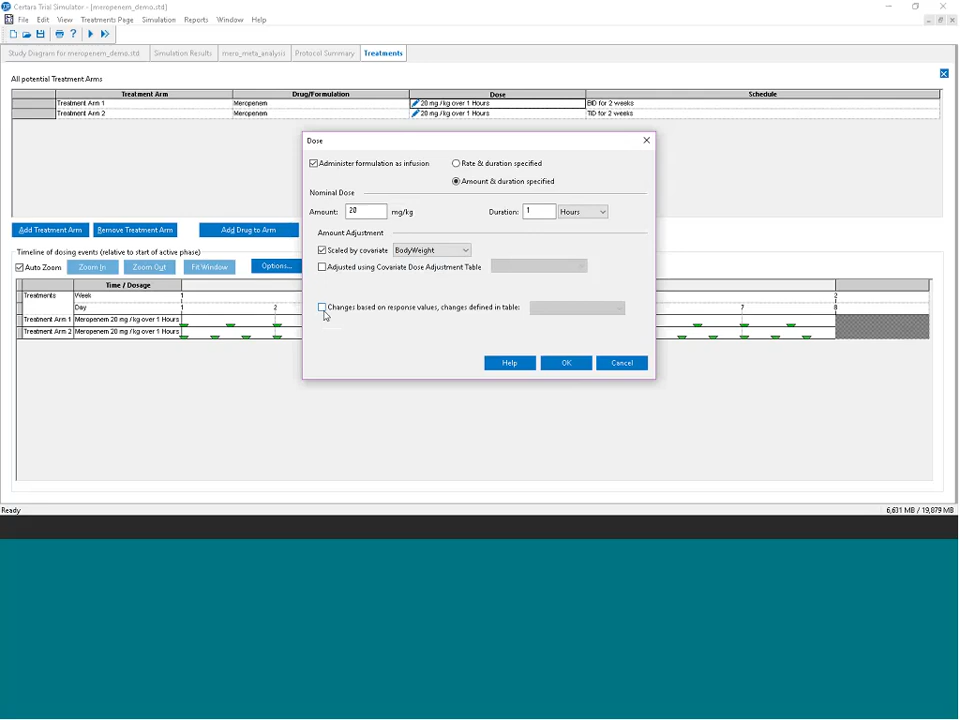 Certara Trial Simulator - [meropenem_demo.std]
File Edit View Treatments Page Simulation Reports Window Help
Study Diagram for meropenem_demo.std Simulation Results mero_meta_analysis Protocol Summary Treatments
All potential Treatment Arms
Treatment Arm Drug/Formulation Dose Schedule
Treatment Arm 1 Meropenem 20 mg /kg over 1 Hours BID for 2 weeks
Treatment Arm 2 Meropenem 20 mg /kg over 1 Hours TID for 2 weeks
Dose
Administer formulation as infusion Rate & duration specified
Amount & duration specified
Nominal Dose
Amount: 20 mg/kg Duration: 1 Hours
Amount Adjustment
Scaled by covariate BodyWeight
Adjusted using Covariate Dose Adjustment Table
Changes based on response values, changes defined in table:
Help OK Cancel
Add Treatment Arm Remove Treatment Arm Add Drug to Arm
Timeline of dosing events (relative to start of active phase)
Auto Zoom Zoom In Zoom Out Fit Window Options...
Time / Dosage
Treatments Week 1 2
Day 1 2 7 8
Treatment Arm 1 Meropenem 20 mg /kg over 1 Hours
Treatment Arm 2 Meropenem 20 mg /kg over 1 Hours
Ready 6,631 MB / 19,879 MB